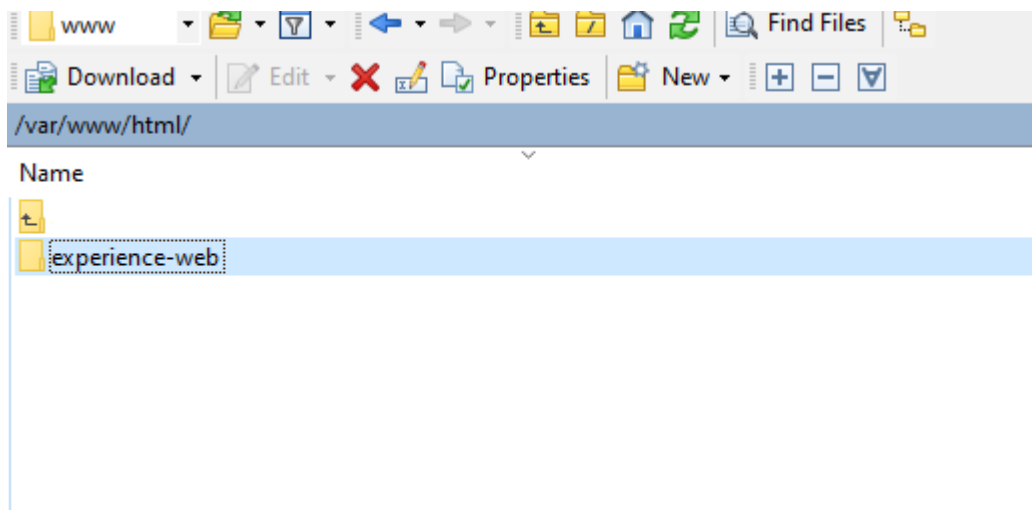 www Find Files
Download Edit Properties New
/var/www/html/
Name
experience-web